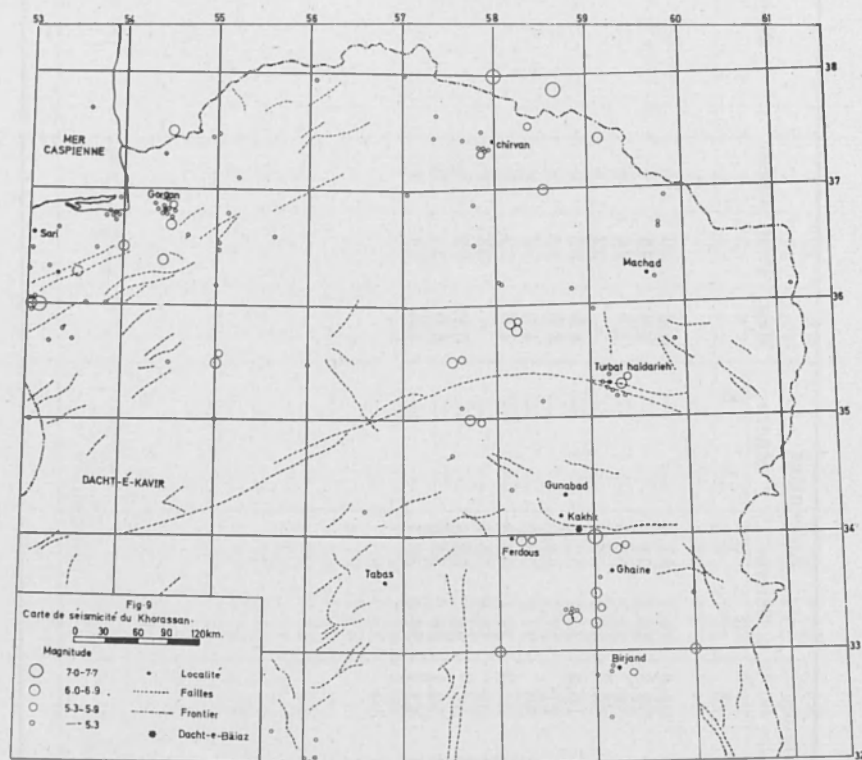 53 54 55 56 57 58 59 60 61
38
MER
CASPIENNE
chirvan
37
Gorgan
Sari
Machad
36
Turbat haidarieh
35
DACHT-E-KAVIR
Gunabad
Kakhk
34
Ferdous
Tabas
Ghaine
Fig-9
Carte de séismicité du Khorassan
0 30 60 90 120km.
33
Magnitude
Birjand
7·0-7·7 Localité
6.0-6.9 Failles
5·3-5·9 Frontier
5.3 Dacht-e-Bäiaz
32